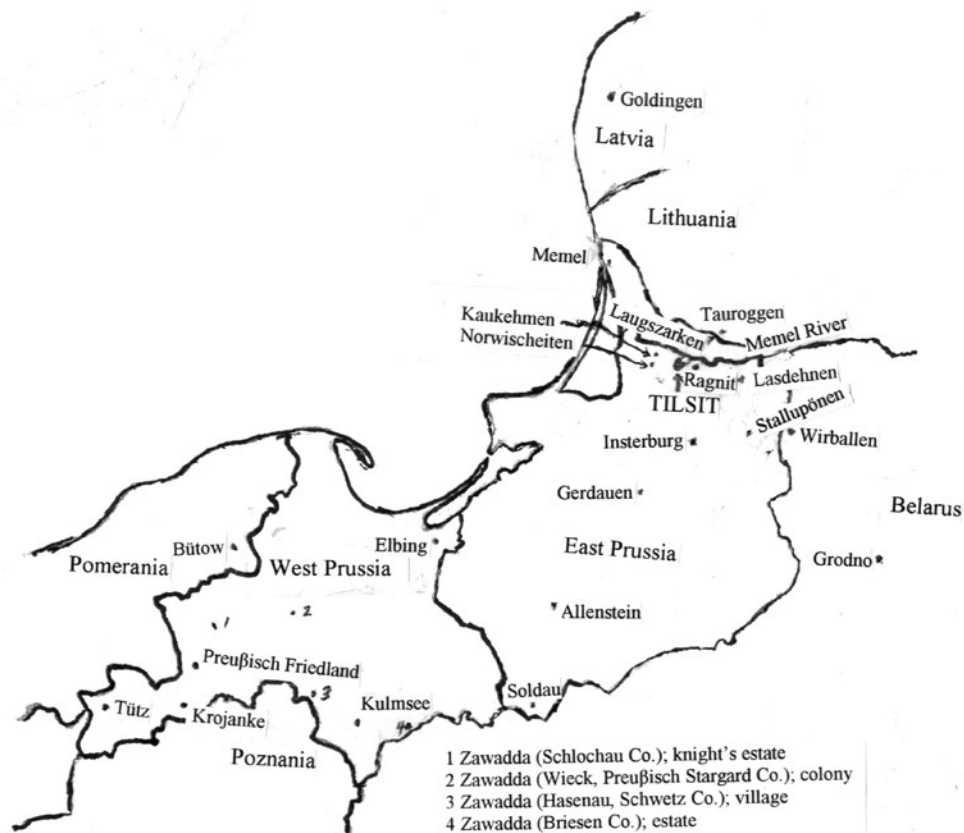 Goldingen
Latvia
Lithuania
Memel
Tauroggen
Kaukehmen
Laugszarken
Memel River
Norwischeiten
Ragnit
Lasdehnen
TILSIT
Stallupönen
Insterburg
Wirballen
Gerdauen
Belarus
Elbing
East Prussia
Bütow
Pomerania
West Prussia
Grodno
2
Allenstein
1
Preuβisch Friedland
3
Soldau
Tütz
Krojanke
Kulmsee
4
Poznania
1 Zawadda (Schlochau Co.); knight's estate
2 Zawadda (Wieck, Preuβisch Stargard Co.); colony
3 Zawadda (Hasenau, Schwetz Co.); village
4 Zawadda (Briesen Co.); estate